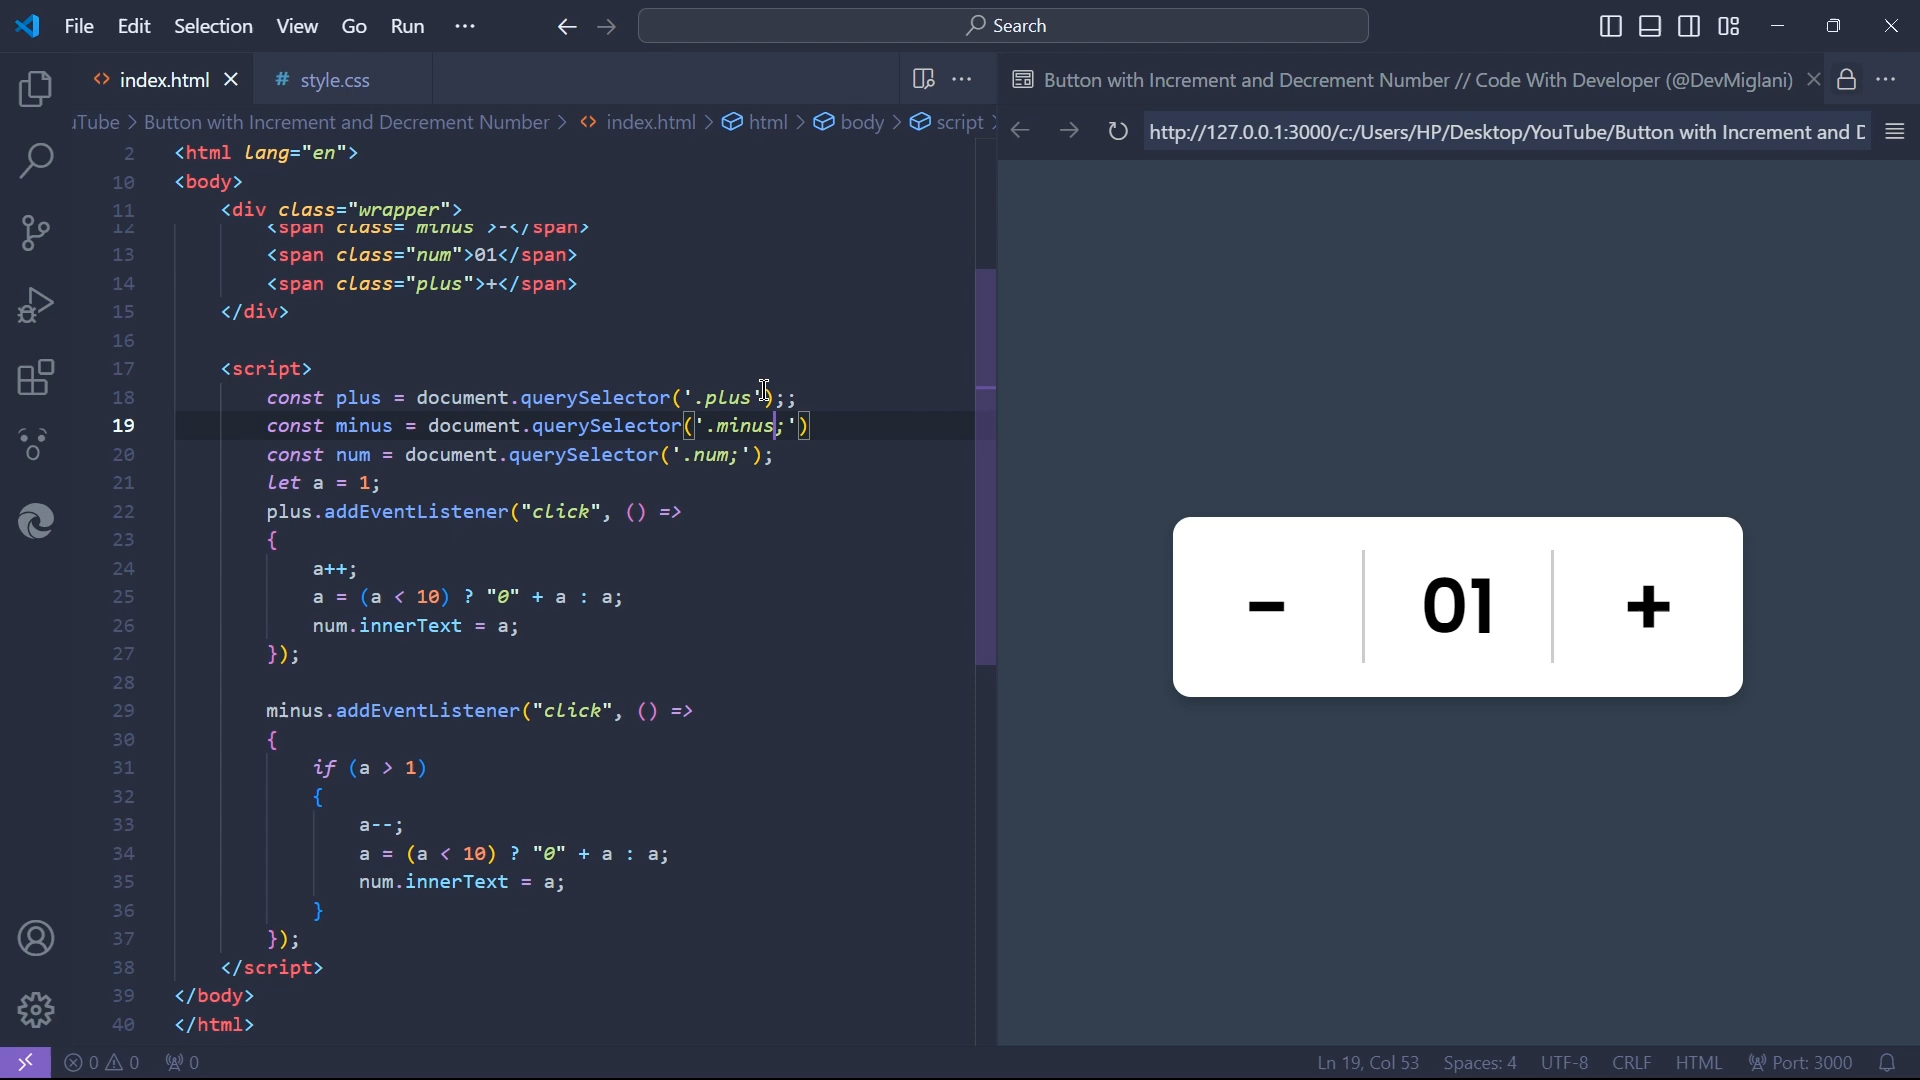 File Edit Selection View Go Run ···
Search
index.html
# style.css
Button with Increment and Decrement Number // Code With Developer (@DevMiglani)
uTube > Button with Increment and Decrement Number > index.html > html > body > script >
http://127.0.0.1:3000/c:/Users/HP/Desktop/YouTube/Button with Increment and D
2 <html lang="en">
10 <body>
11 <div class="wrapper">
12 <span class="minus">-</span>
13 <span class="num">01</span>
14 <span class="plus">+</span>
15 </div>
16
17 <script>
18 const plus = document.querySelector('.plus');;
19 const minus = document.querySelector('.minus;')
20 const num = document.querySelector('.num;');
21 let a = 1;
22 plus.addEventListener("click", () =>
23 {
24 a++;
25 a = (a < 10) ? "0" + a : a;
26 num.innerText = a;
27 });
28
29 minus.addEventListener("click", () =>
30 {
31 if (a > 1)
32 {
33 a--;
34 a = (a < 10) ? "0" + a : a;
35 num.innerText = a;
36 }
37 });
38 </script>
39 </body>
40 </html>
- 01 +
0 0 0
Ln 19, Col 53 Spaces: 4 UTF-8 CRLF HTML Port: 3000